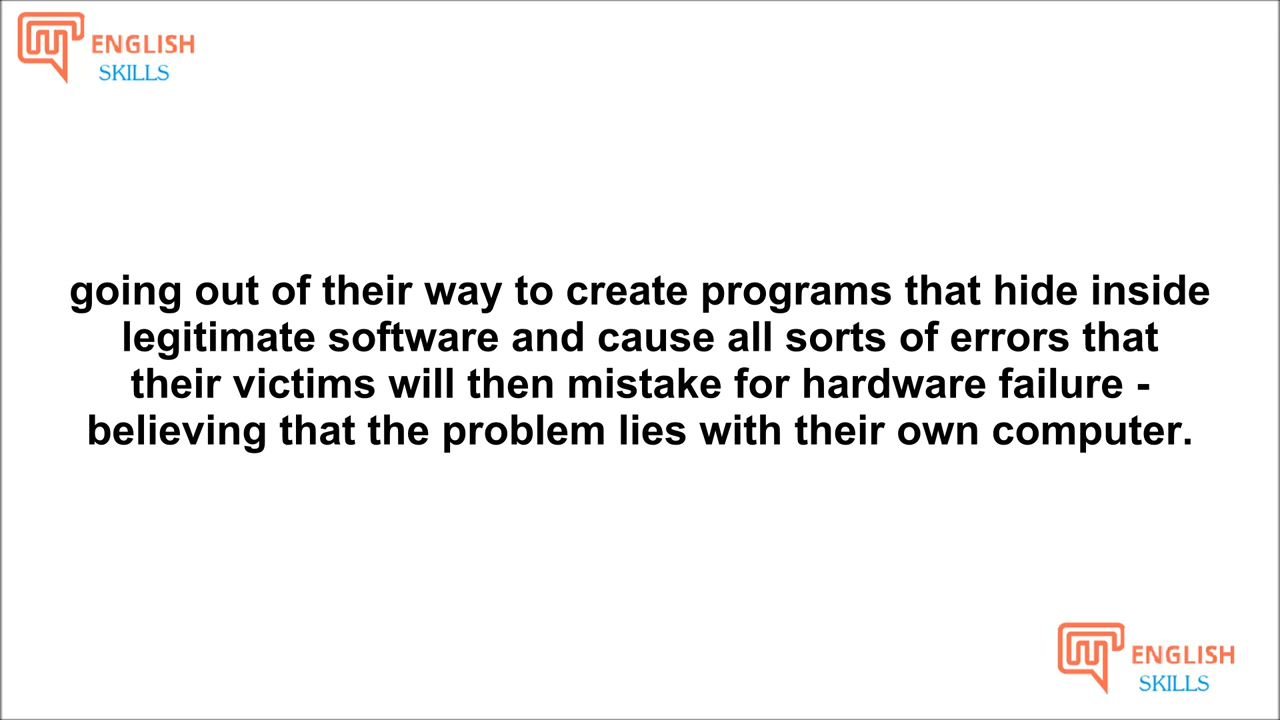 ENGLISH
SKILLS
going out of their way to create programs that hide inside
legitimate software and cause all sorts of errors that
their victims will then mistake for hardware failure -
believing that the problem lies with their own computer.
ENGLISH
SKILLS